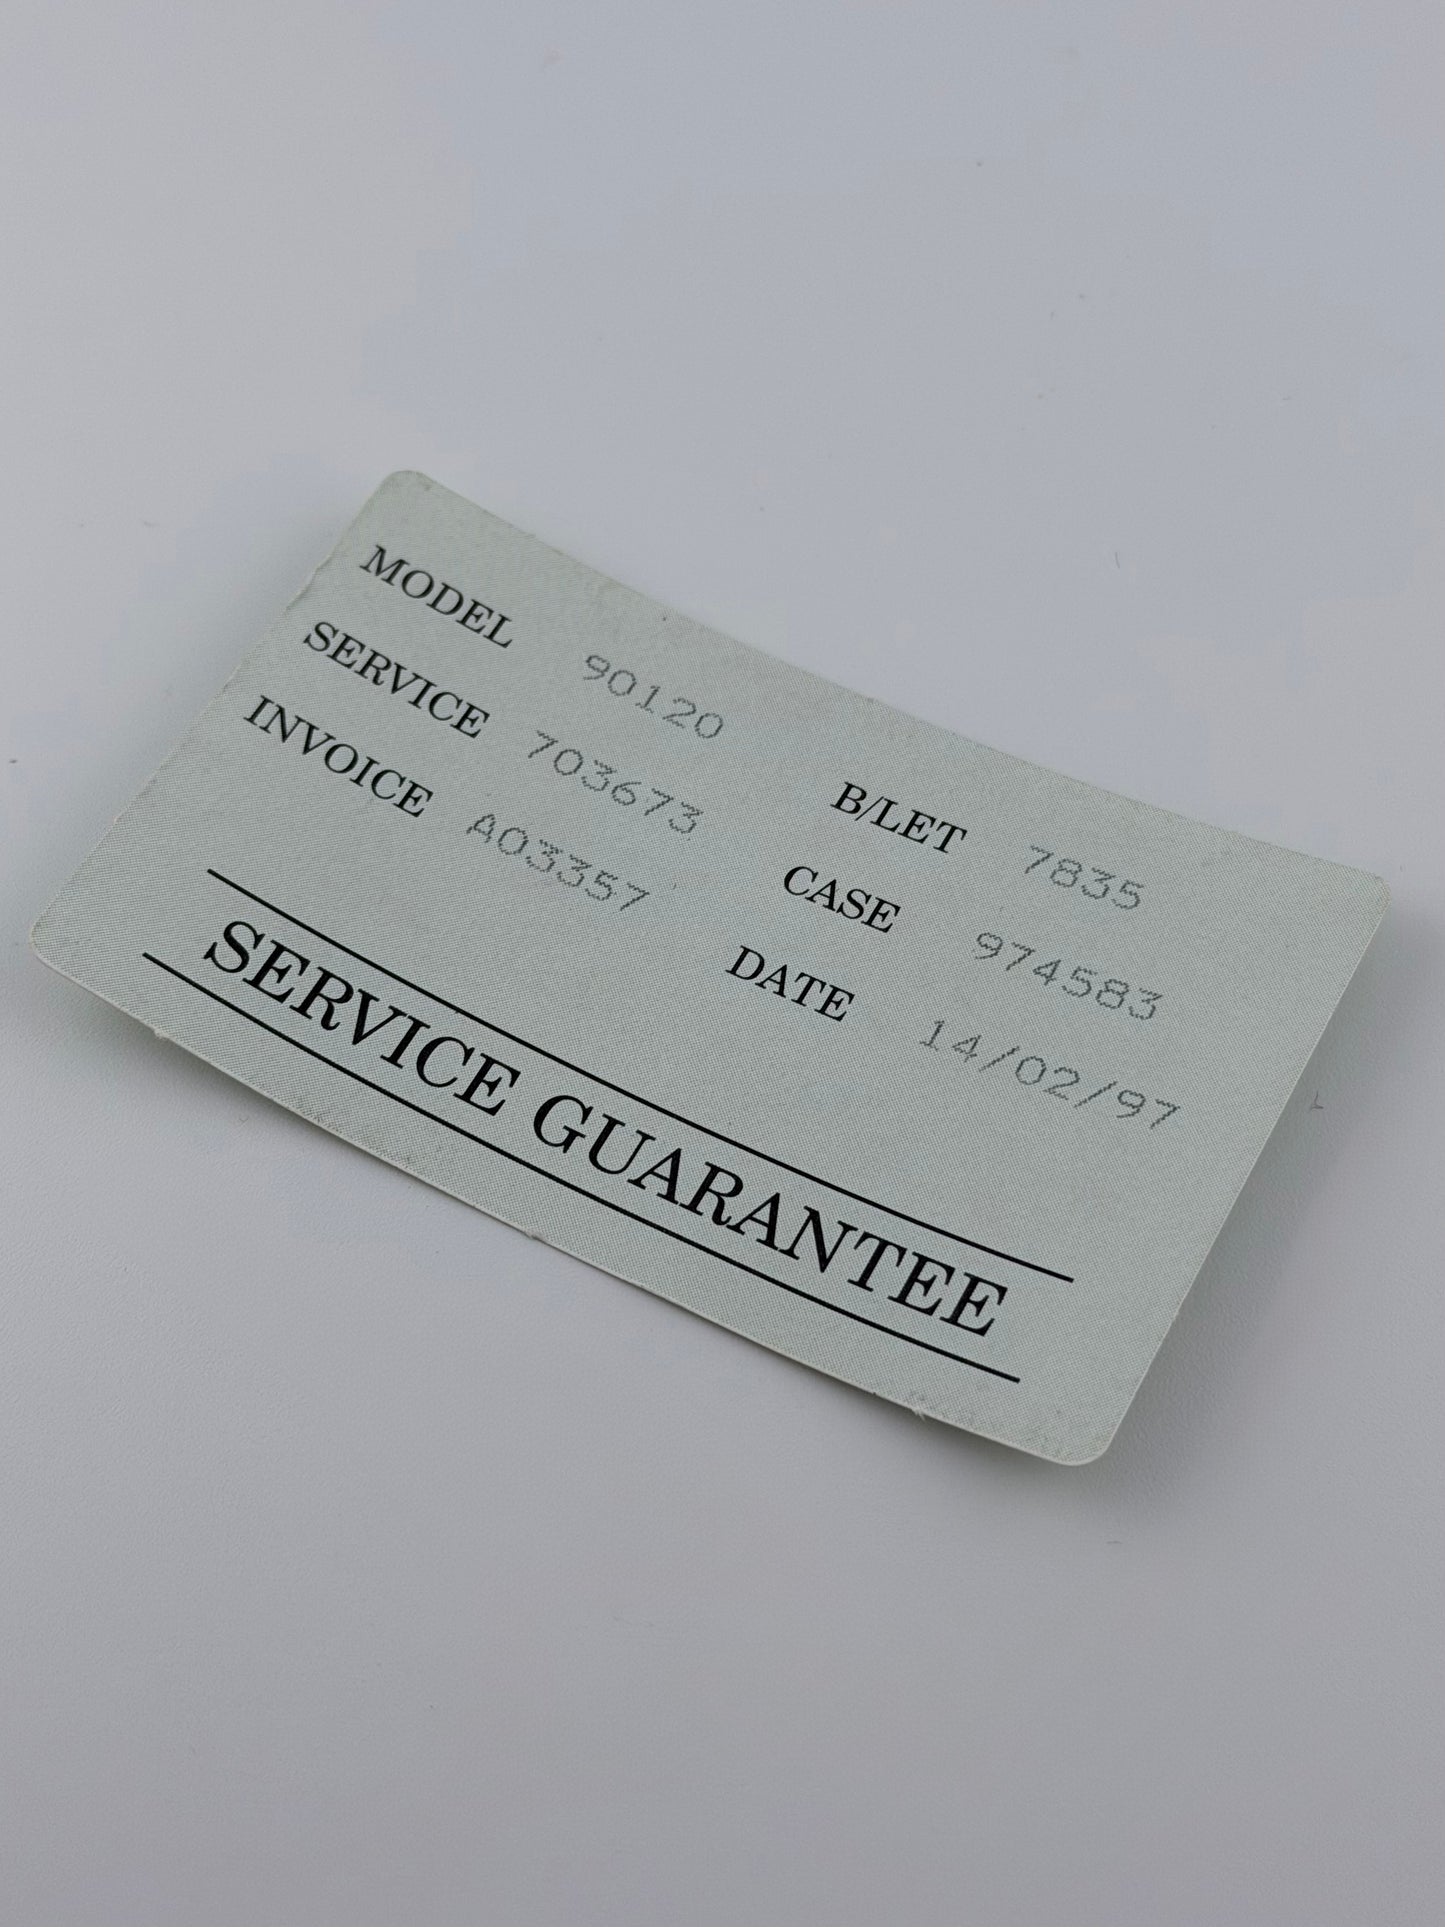 MODEL 90120 B/LET 7835
SERVICE 703673 CASE 974583
INVOICE A03357 DATE 14/02/97
SERVICE GUARANTEE